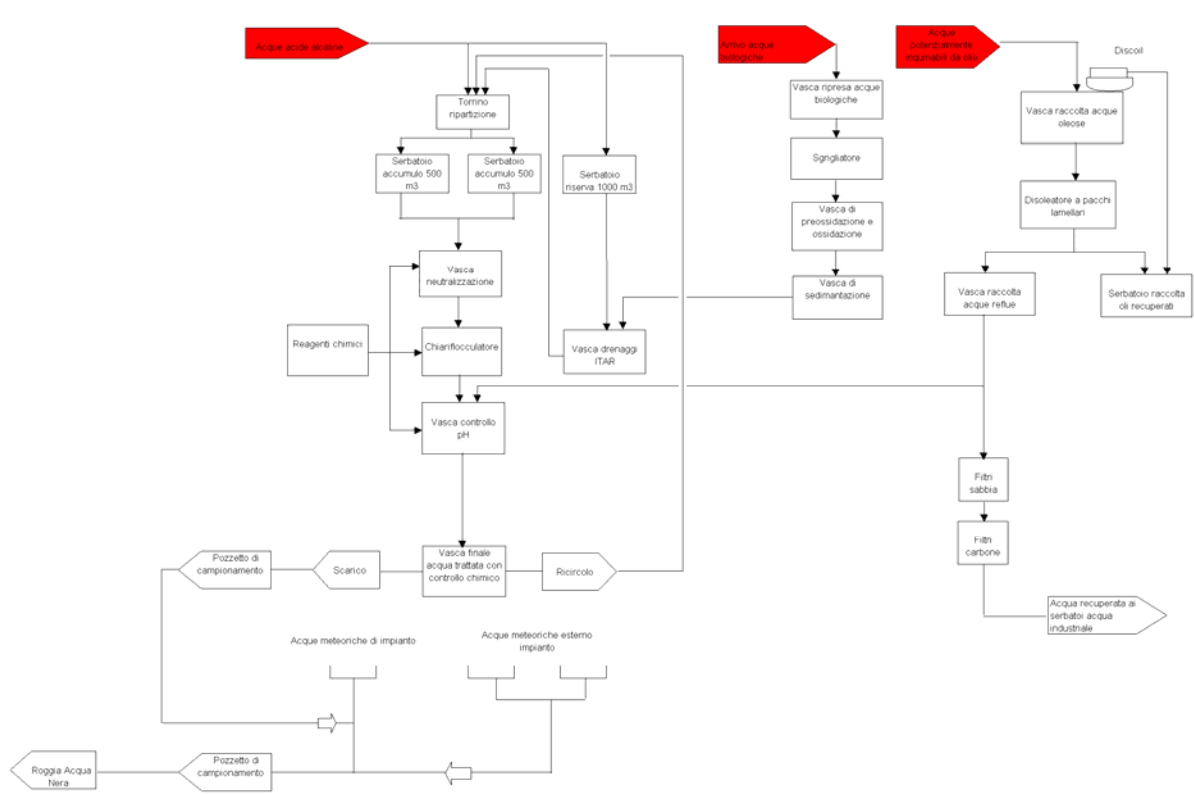 Acque acide alcaline
Arrivo acque
biologiche
Acque
potenzialmente
inquinabili da olio
Discoil
Torrino
ripartizione
Vasca ripresa acque
biologiche
Vasca raccolta acque
oleose
Serbatoio
accumulo 500
m3
Serbatoio
accumulo 500
m3
Serbatoio
riserva 1000 m3
Sgrigliatore
Disoleatore a pacchi
lamellari
Vasca di
preossidazione e
ossidazione
Vasca
neutralizzazione
Vasca di
sedimantazione
Vasca raccolta
acque reflue
Serbatoio raccolta
oli recuperati
Reagenti chimici
Chiariflocculatore
Vasca drenaggi
ITAR
Vasca controllo
pH
Filtri
sabbia
Filtri
carbone
Pozzetto di
campionamento
Scarico
Vasca finale
acqua trattata con
controllo chimico
Ricircolo
Acqua recuperata ai
serbatoi acqua
industriale
Acque meteoriche di impianto
Acque meteoriche esterno
impianto
Roggia Acqua
Nera
Pozzetto di
campionamento